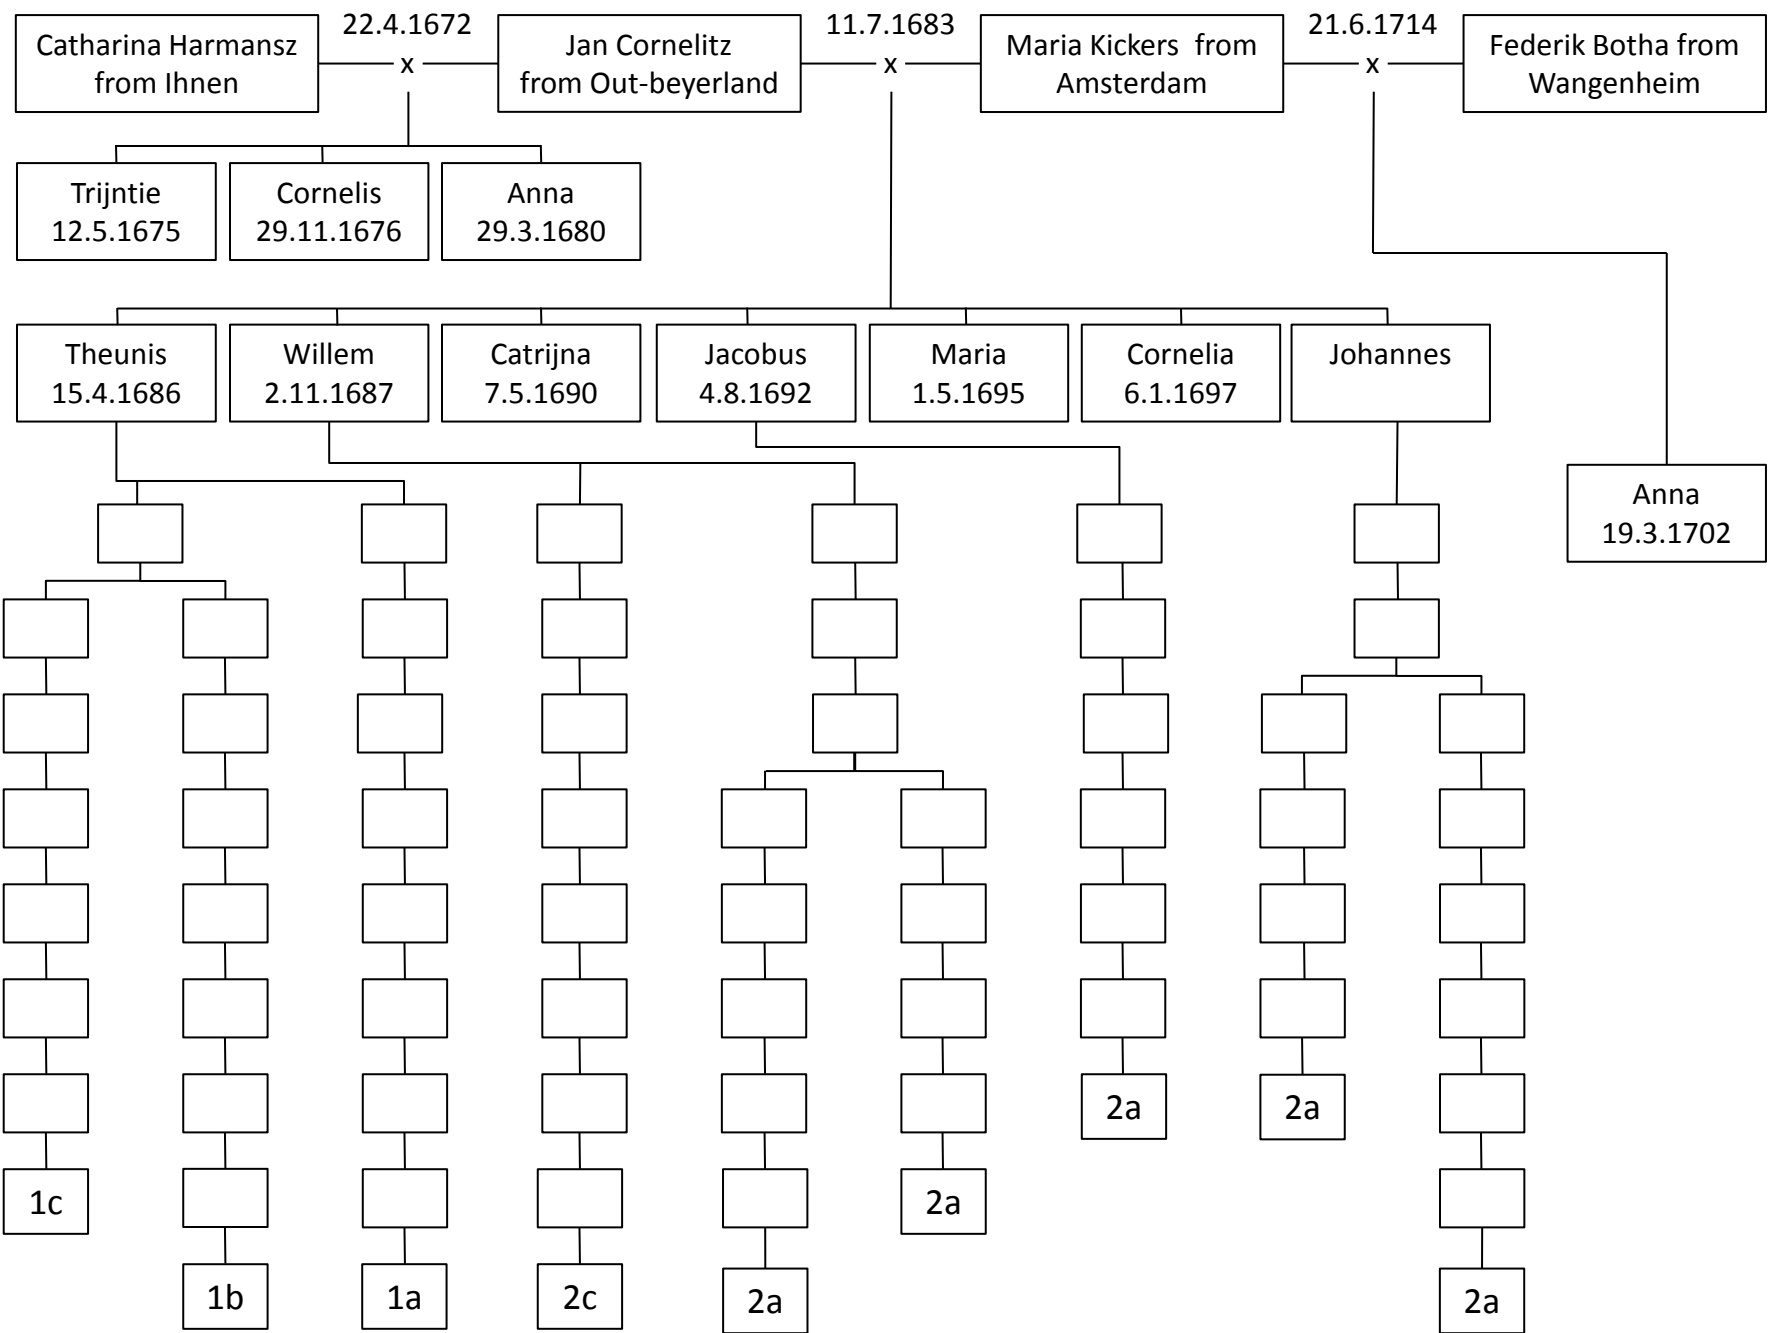 22.4.1672
11.7.1683
21.6.1714
Catharina Harmansz
from Ihnen
x
Jan Cornelitz
from Out-beyerland
x
Maria Kickers from
Amsterdam
x
Federik Botha from
Wangenheim
Trijntie
12.5.1675
Cornelis
29.11.1676
Anna
29.3.1680
Theunis
15.4.1686
Willem
2.11.1687
Catrijna
7.5.1690
Jacobus
4.8.1692
Maria
1.5.1695
Cornelia
6.1.1697
Johannes
Anna
19.3.1702
2a
2a
1c
2a
1b
1a
2c
2a
2a